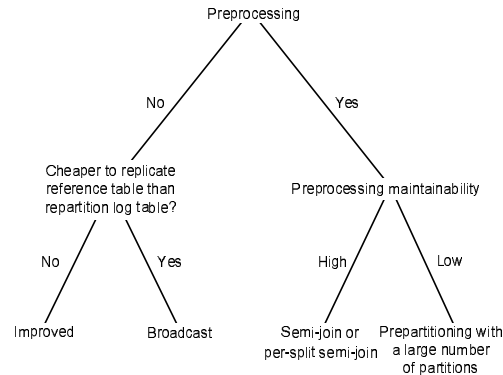 Preprocessing
No
Yes
Cheaper to replicate
reference table than
repartition log table?
Preprocessing maintainability
No
Yes
High
Low
Improved
Broadcast
Semi-join or
per-split semi-join
Prepartitioning with
a large number
of partitions